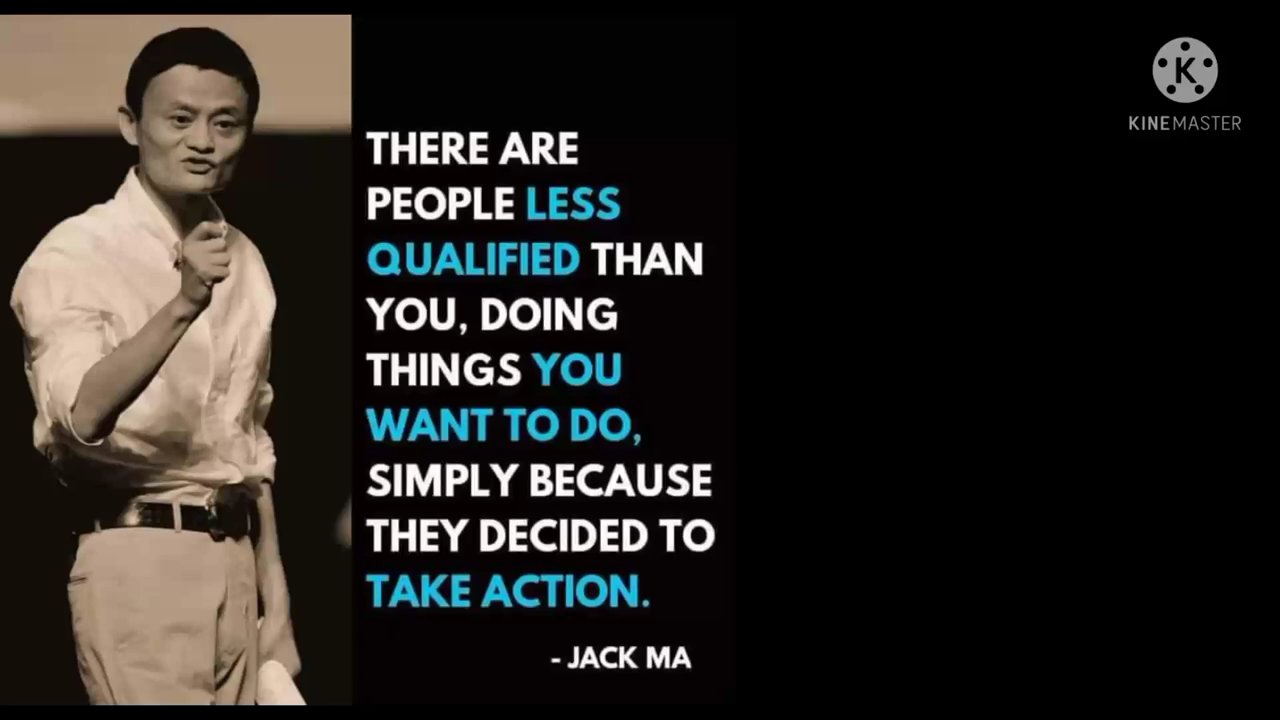 THERE ARE
PEOPLE LESS
QUALIFIED THAN
YOU, DOING
THINGS YOU
WANT TO DO,
SIMPLY BECAUSE
THEY DECIDED TO
TAKE ACTION.
- JACK MA
K
KINEMASTER